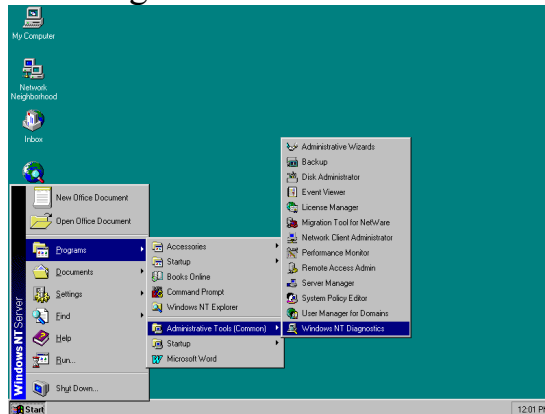 My Computer
Network
Neighborhood
Inbox
New Office Document
Open Office Document
Programs
Documents
Settings
Find
Help
Run...
Shut Down...
Windows NT Server
Accessories
Startup
Books Online
Command Prompt
Windows NT Explorer
Administrative Tools (Common)
Startup
Microsoft Word
Administrative Wizards
Backup
Disk Administrator
Event Viewer
License Manager
Migration Tool for NetWare
Network Client Administrator
Performance Monitor
Remote Access Admin
Server Manager
System Policy Editor
User Manager for Domains
Windows NT Diagnostics
Start
12:01